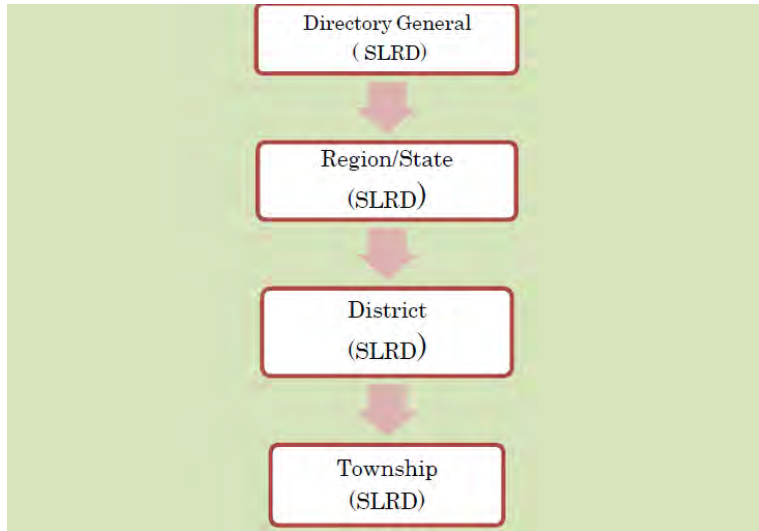 Directory General
( SLRD)
Region/State
(SLRD)
District
(SLRD)
Township
(SLRD)